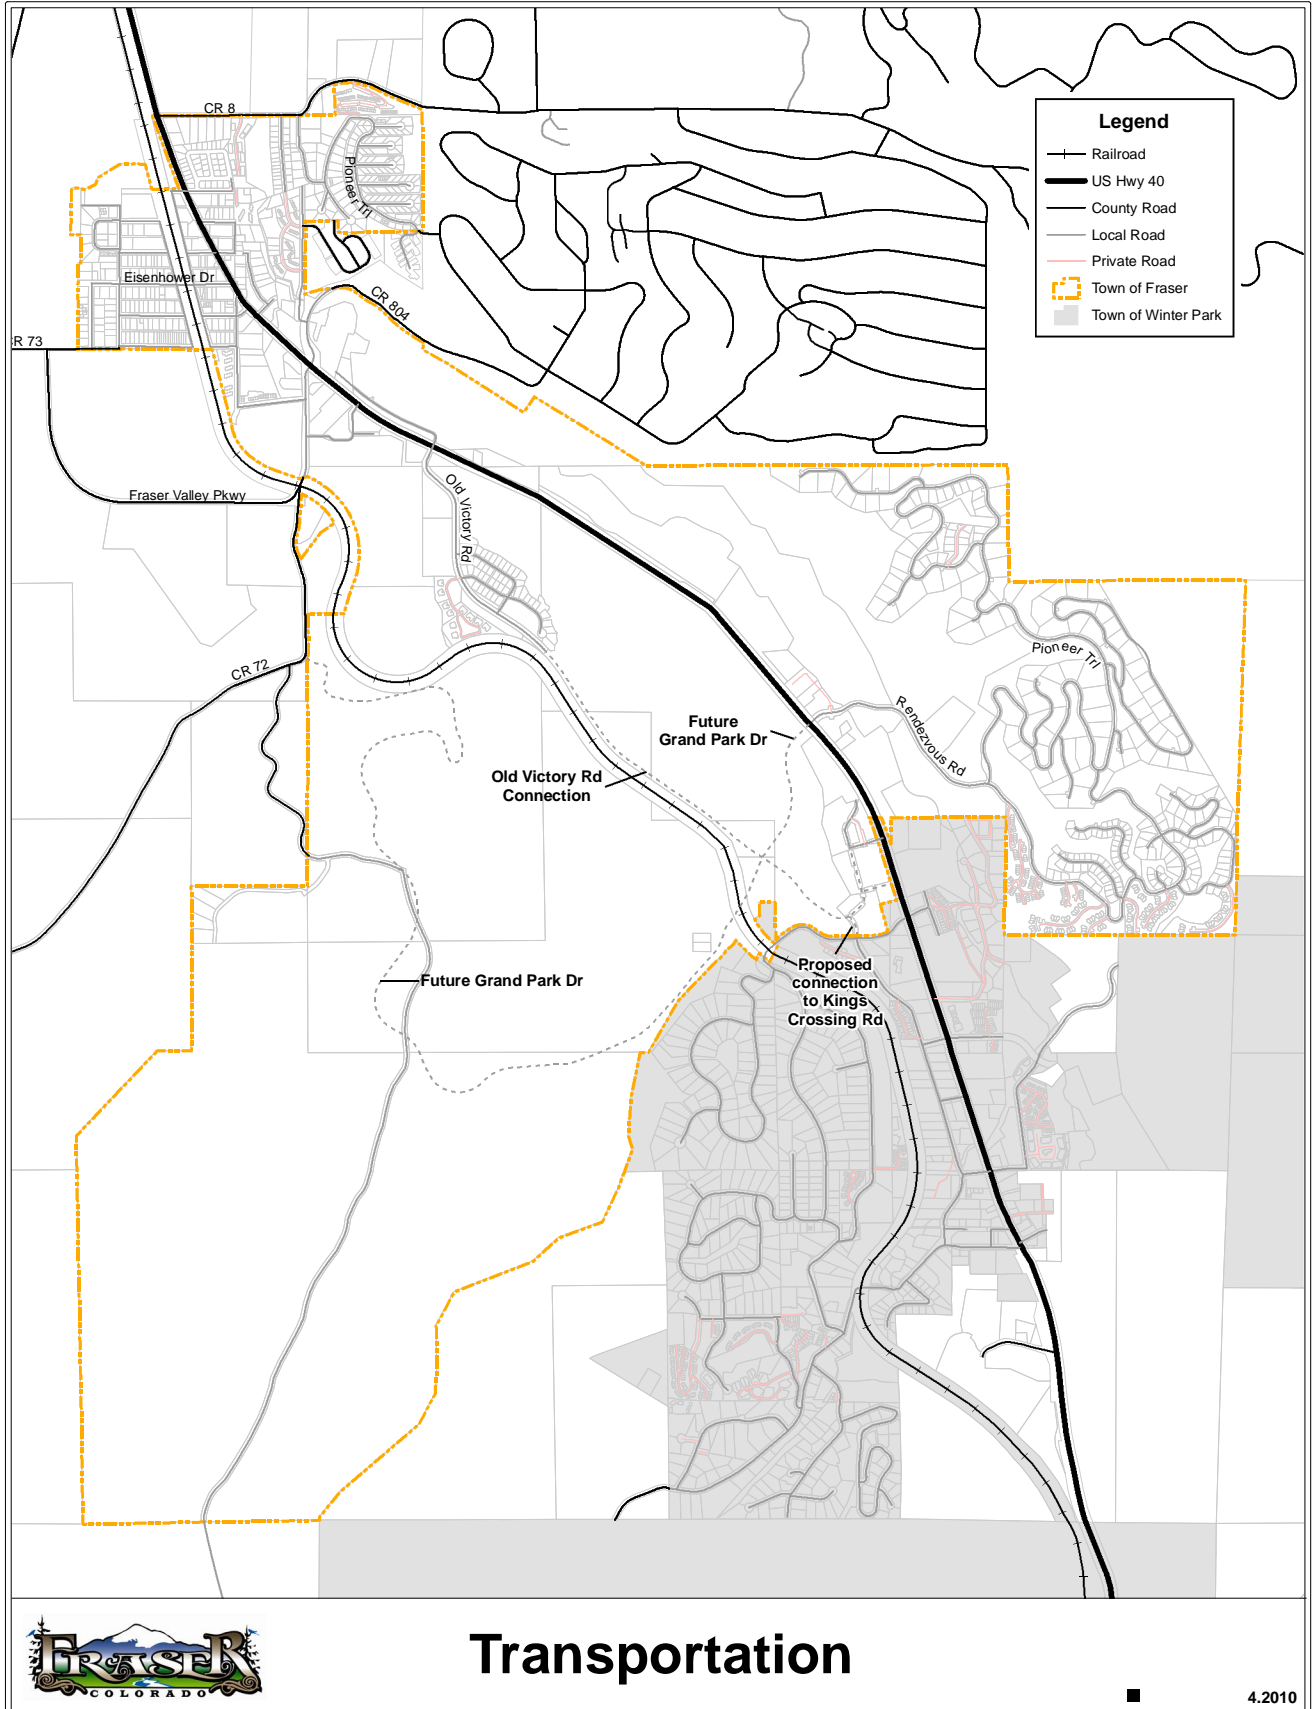 CR 8
Pioneer Trl
Eisenhower Dr
CR 804
CR 73
Fraser Valley Pkwy
Old Victory Rd
CR 72
Pioneer Trl
Rendezvous Rd
Future
Grand Park Dr
Old Victory Rd
Connection
Future Grand Park Dr
Proposed
connection
to Kings
Crossing Rd
Legend
Railroad
US Hwy 40
County Road
Local Road
Private Road
Town of Fraser
Town of Winter Park
FRASER
COLORADO
Transportation
4.2010